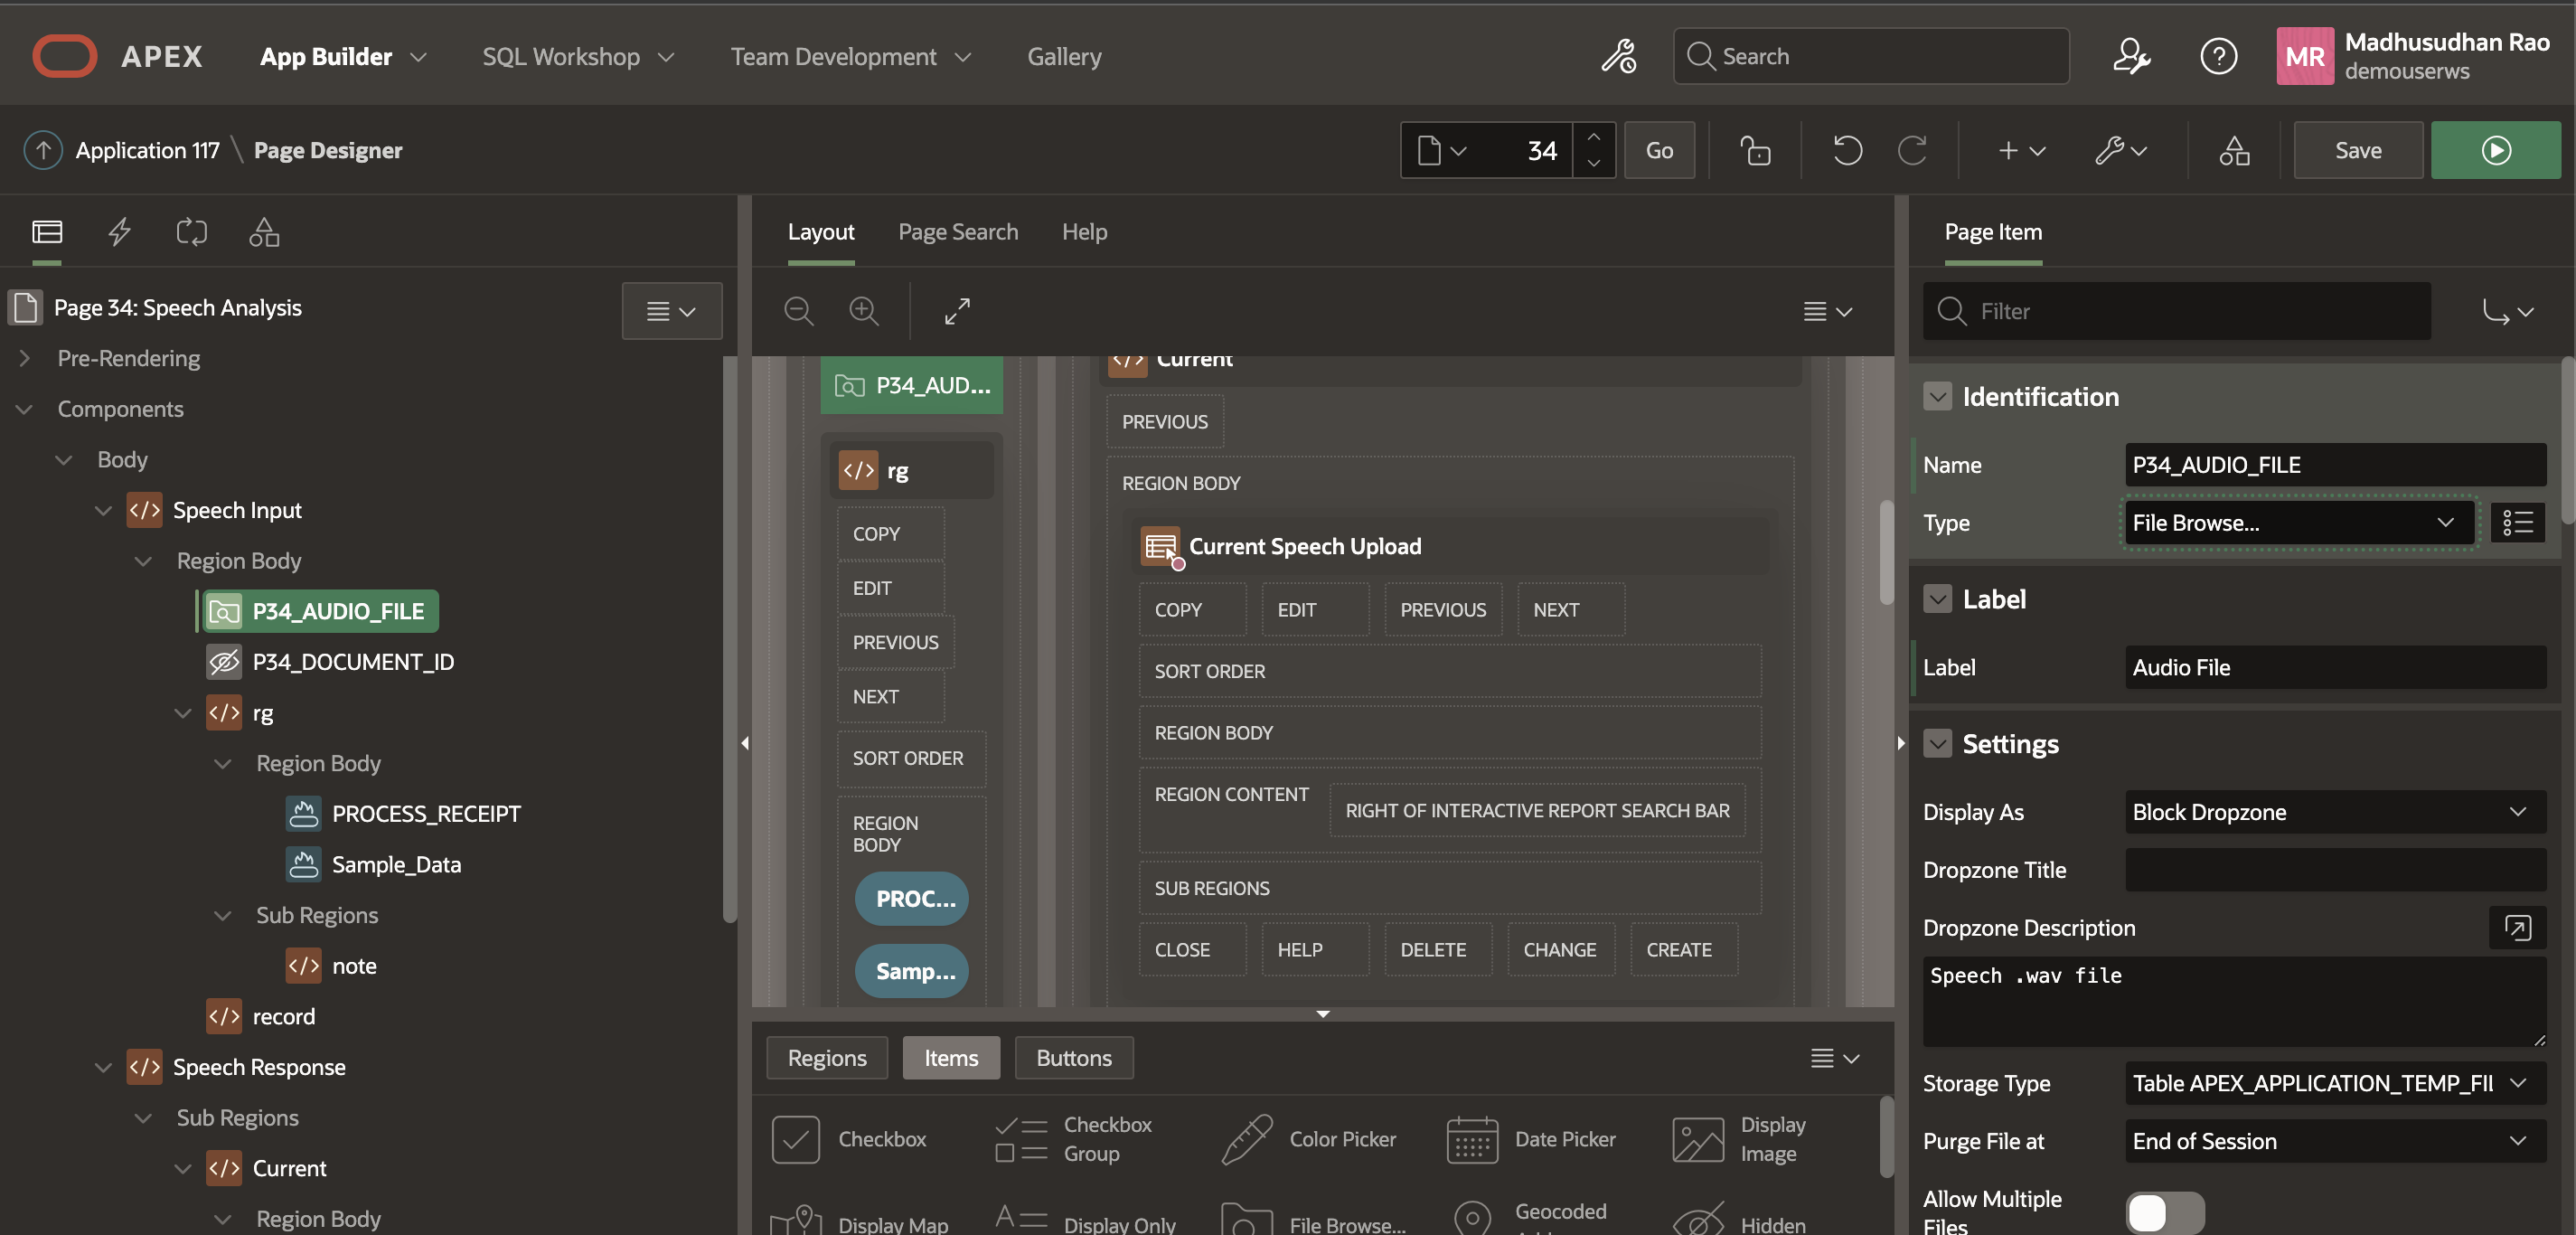 APEX
App Builder
SQL Workshop
Team Development
Gallery
Search
MR
Madhusudhan Rao
demouserws
Application 117 \ Page Designer
34
Go
Save
Page 34: Speech Analysis
Pre-Rendering
Components
Body
Speech Input
Region Body
P34_AUDIO_FILE
P34_DOCUMENT_ID
rg
Region Body
PROCESS_RECEIPT
Sample_Data
Sub Regions
note
record
Speech Response
Sub Regions
Current
Region Body
Layout
Page Search
Help
P34_AUD...
rg
COPY
EDIT
PREVIOUS
NEXT
SORT ORDER
REGION
BODY
PROC...
Samp...
Current
PREVIOUS
REGION BODY
Current Speech Upload
COPY
EDIT
PREVIOUS
NEXT
SORT ORDER
REGION BODY
REGION CONTENT
RIGHT OF INTERACTIVE REPORT SEARCH BAR
SUB REGIONS
CLOSE
HELP
DELETE
CHANGE
CREATE
Regions
Items
Buttons
Checkbox
Checkbox
Group
Color Picker
Date Picker
Display
Image
Display Map
Display Only
File Browse...
Geocoded
Hidden
Page Item
Filter
Identification
Name
P34_AUDIO_FILE
Type
File Browse...
Label
Label
Audio File
Settings
Display As
Block Dropzone
Dropzone Title
Dropzone Description
Speech .wav file
Storage Type
Table APEX_APPLICATION_TEMP_FIL
Purge File at
End of Session
Allow Multiple
Files